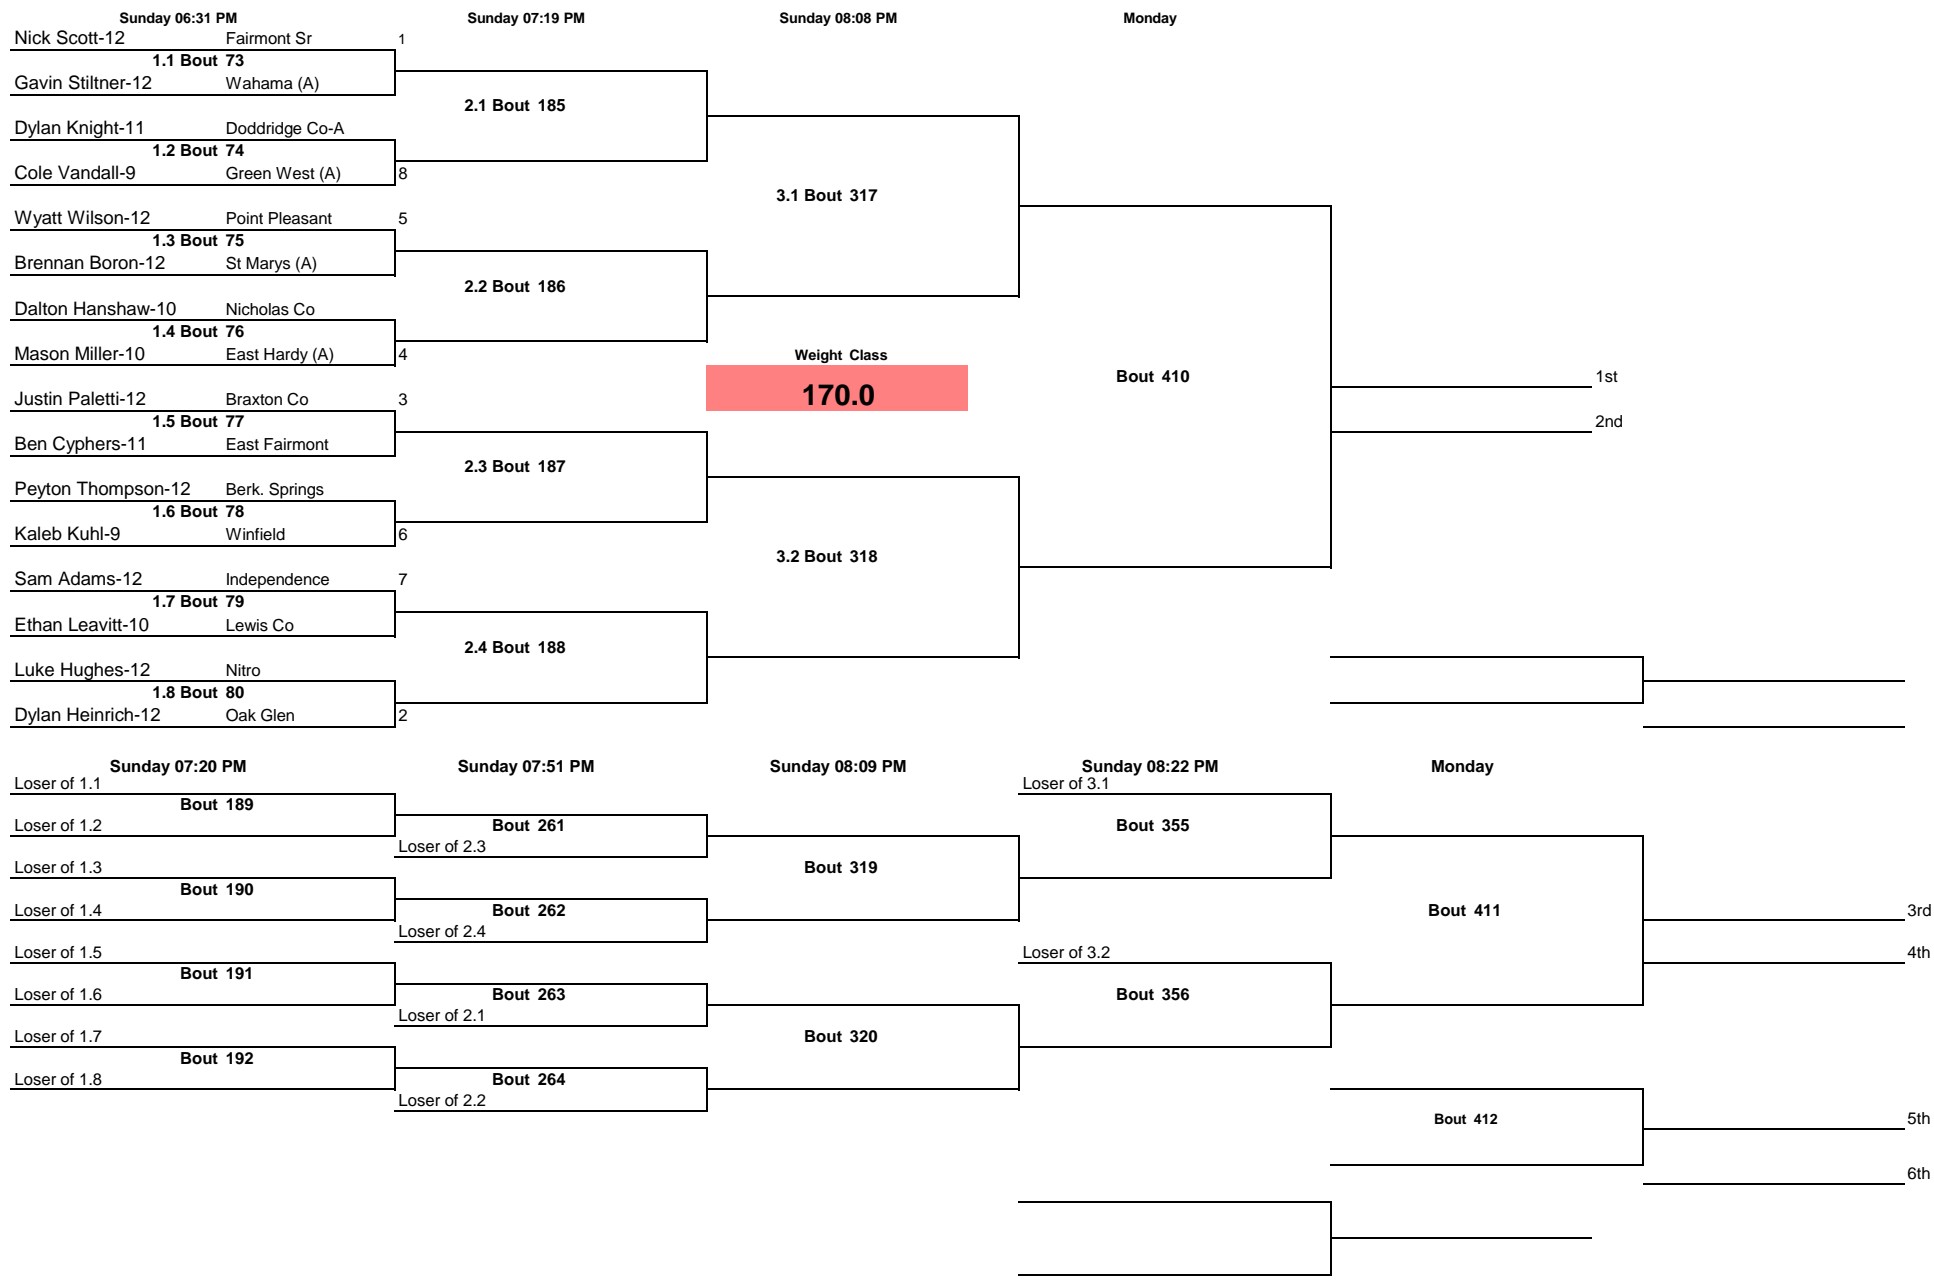 Sunday 06:31 PM Sunday 07:19 PM Sunday 08:08 PM Monday
Nick Scott-12 Fairmont Sr 1
1.1 Bout 73
Gavin Stiltner-12 Wahama (A)
2.1 Bout 185
Dylan Knight-11 Doddridge Co-A
1.2 Bout 74
Cole Vandall-9 Green West (A) 8
3.1 Bout 317
Wyatt Wilson-12 Point Pleasant 5
1.3 Bout 75
Brennan Boron-12 St Marys (A)
2.2 Bout 186
Dalton Hanshaw-10 Nicholas Co
1.4 Bout 76
Mason Miller-10 East Hardy (A) 4
Weight Class
Bout 410 1st
170.0
Justin Paletti-12 Braxton Co 3
1.5 Bout 77 2nd
Ben Cyphers-11 East Fairmont
2.3 Bout 187
Peyton Thompson-12 Berk. Springs
1.6 Bout 78
Kaleb Kuhl-9 Winfield 6
3.2 Bout 318
Sam Adams-12 Independence 7
1.7 Bout 79
Ethan Leavitt-10 Lewis Co
2.4 Bout 188
Luke Hughes-12 Nitro
1.8 Bout 80
Dylan Heinrich-12 Oak Glen 2
Sunday 07:20 PM Sunday 07:51 PM Sunday 08:09 PM Sunday 08:22 PM Monday
Loser of 1.1 Loser of 3.1
Bout 189
Loser of 1.2 Bout 261 Bout 355
Loser of 2.3
Loser of 1.3 Bout 319
Bout 190
Loser of 1.4 Bout 262 Bout 411 3rd
Loser of 2.4
Loser of 1.5 Loser of 3.2 4th
Bout 191
Loser of 1.6 Bout 263 Bout 356
Loser of 2.1
Loser of 1.7 Bout 320
Bout 192
Loser of 1.8 Bout 264
Loser of 2.2
Bout 412 5th
6th